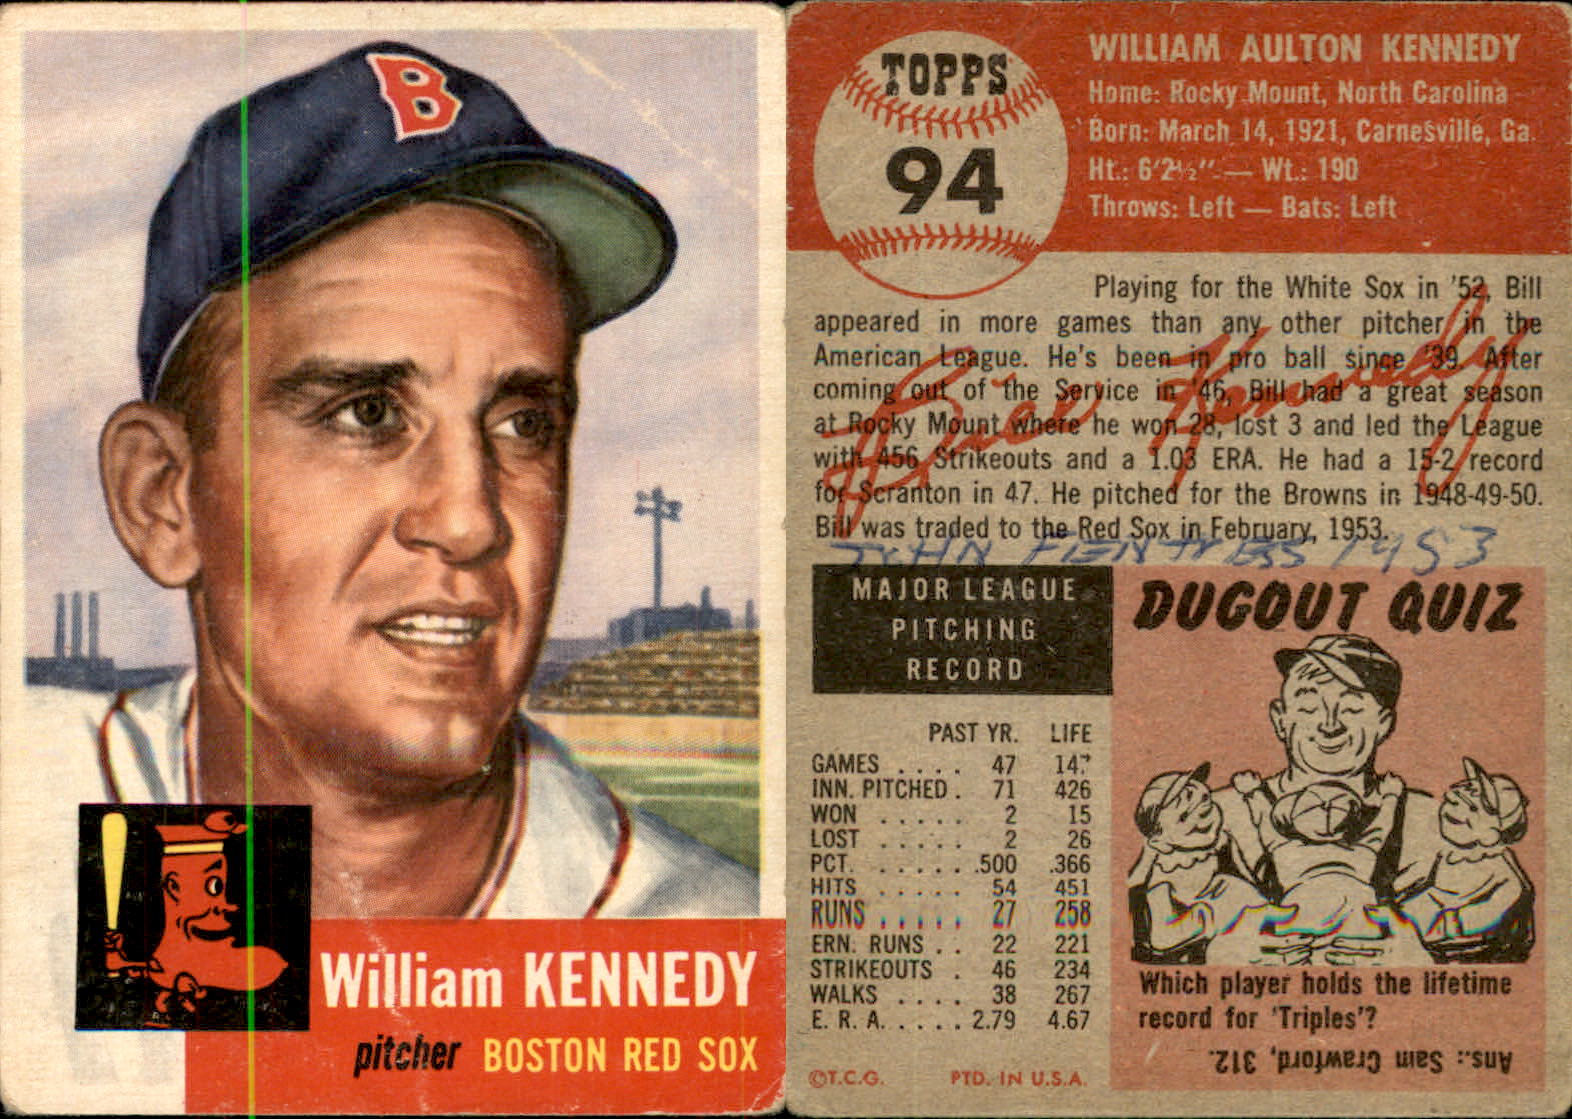 B
William KENNEDY
pitcher BOSTON RED SOX
TOPPS
94
WILLIAM AULTON KENNEDY
Home: Rocky Mount, North Carolina
Born: March 14, 1921, Carnesville, Ga.
Ht.: 6'2½" — Wt.: 190
Throws: Left — Bats: Left
Playing for the White Sox in '52, Bill
appeared in more games than any other pitcher in the
American League. He's been in pro ball since '39. After
coming out of the Service in '46, Bill had a great season
at Rocky Mount where he won 28, lost 3 and led the League
with 456 Strikeouts and a 1.03 ERA. He had a 15-2 record
for Scranton in 47. He pitched for the Browns in 1948-49-50.
Bill was traded to the Red Sox in February, 1953.
Bill Kennedy
JOHN 1953
MAJOR LEAGUE
PITCHING
RECORD
PAST YR. LIFE
GAMES . . . . 47 147
INN. PITCHED . 71 426
WON . . . . . 2 15
LOST . . . . . 2 26
PCT. . . . . . .500 .366
HITS . . . . . 54 451
RUNS . . . . . 27 258
ERN. RUNS . . 22 221
STRIKEOUTS . 46 234
WALKS . . . . 38 267
E. R. A. . . . . 2.79 4.67
©T.C.G. PTD. IN U.S.A.
DUGOUT QUIZ
Which player holds the lifetime
record for 'Triples'?
Ans.: Sam Crawford, 312.